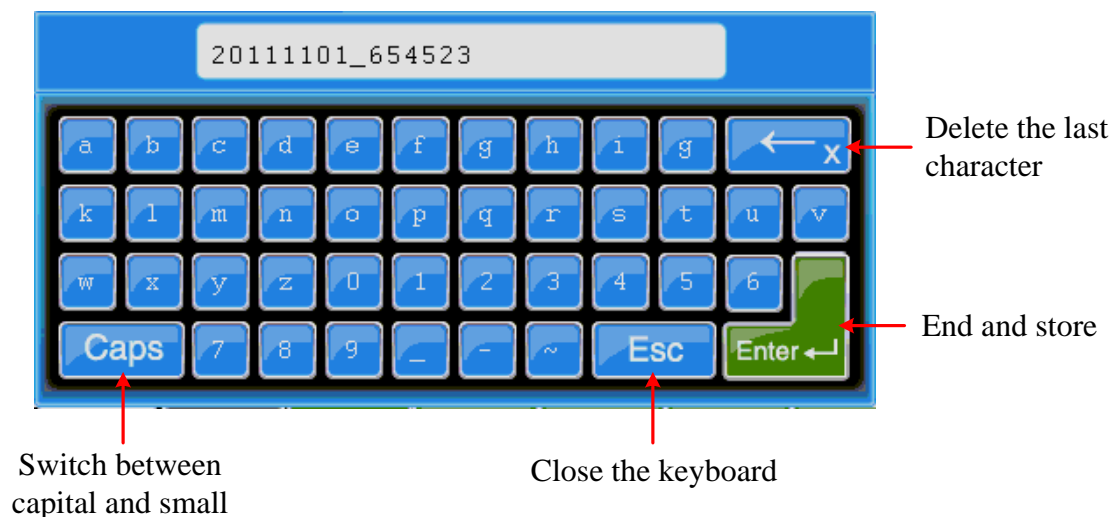 20111101_654523
a b c d e f g h i g ← x
Delete the last
character
k l m n o p q r s t u v
w x y z 0 1 2 3 4 5 6
End and store
Caps 7 8 9 _ - ~ Esc Enter ↵
Switch between
capital and small
Close the keyboard